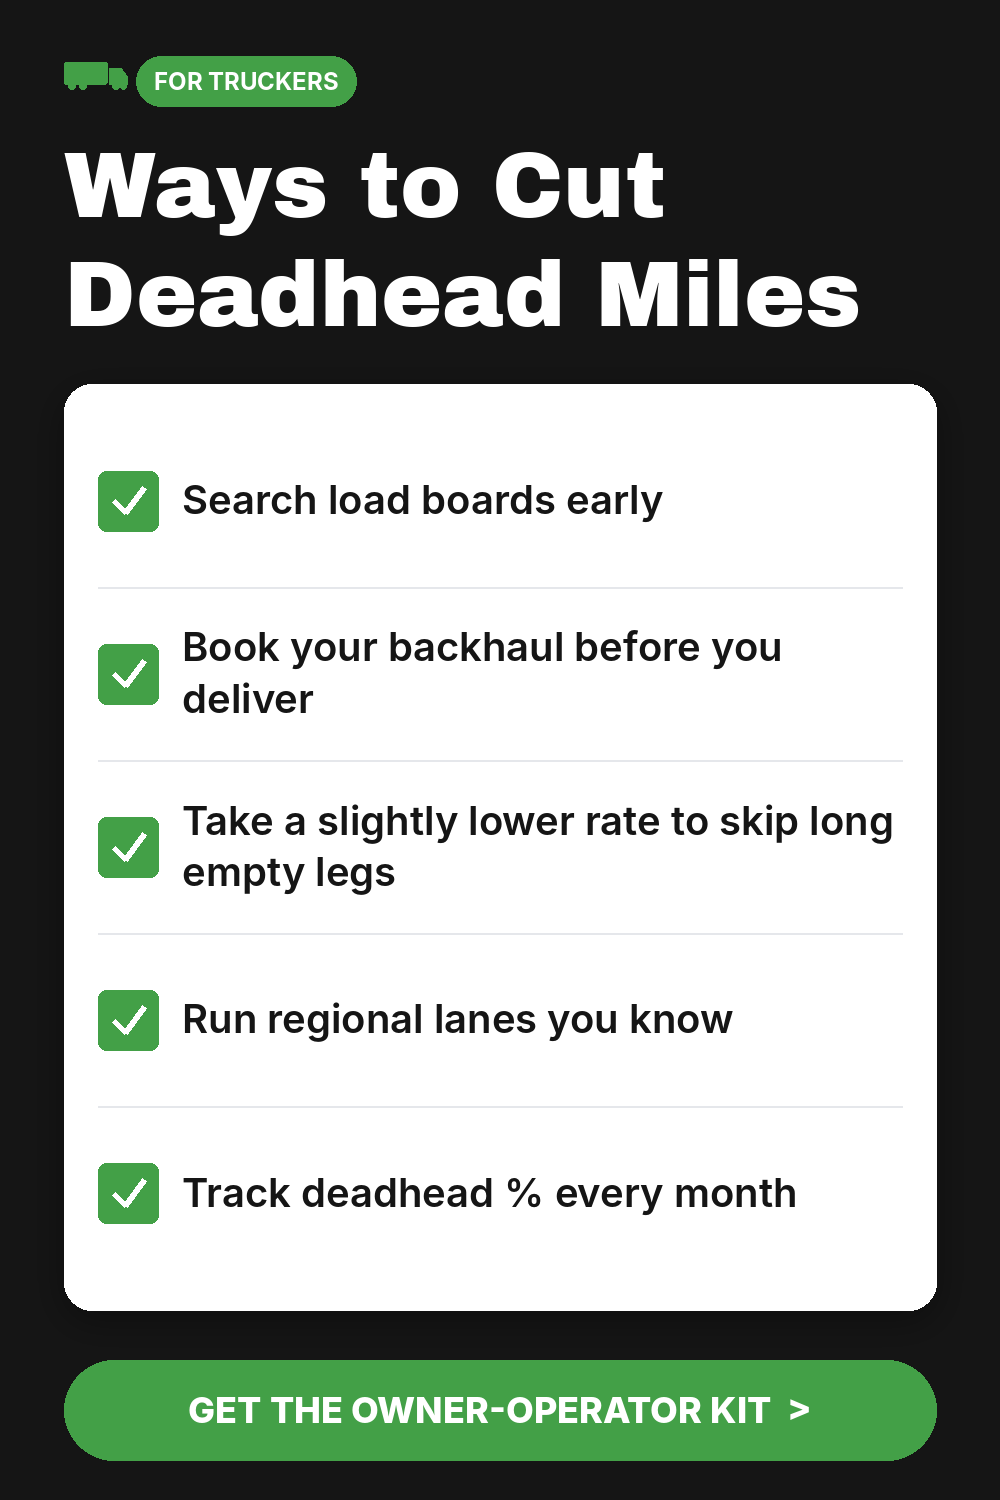 FOR TRUCKERS
Ways to Cut
Deadhead Miles
Search load boards early
Book your backhaul before you
deliver
Take a slightly lower rate to skip long
empty legs
Run regional lanes you know
Track deadhead % every month
GET THE OWNER-OPERATOR KIT >